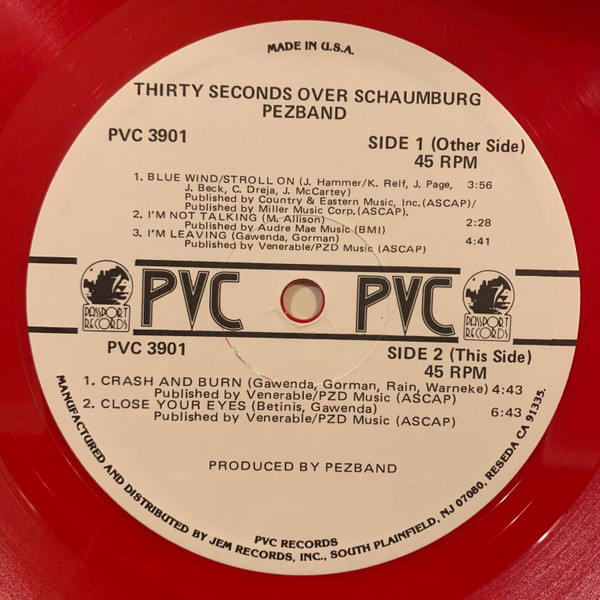 MADE IN U.S.A.
THIRTY SECONDS OVER SCHAUMBURG
PEZBAND
PVC 3901
SIDE 1 (Other Side)
45 RPM
1. BLUE WIND/STROLL ON (J. Hammer/K. Relf, J. Page, 3:56
J. Beck, C. Dreja, J. McCartey)
Published by Country & Eastern Music, Inc.(ASCAP)/
Published by Miller Music Corp.(ASCAP).
2. I'M NOT TALKING (M. Allison) 2:28
Published by Audre Mae Music (BMI)
3. I'M LEAVING (Gawenda, Gorman) 4:41
Published by Venerable/PZD Music (ASCAP)
PASSPORT RECORDS
PVC
PVC
PASSPORT RECORDS
PVC 3901
SIDE 2 (This Side)
45 RPM
1. CRASH AND BURN (Gawenda, Gorman, Rain, Warneke) 4:43
Published by Venerable/PZD Music (ASCAP)
2. CLOSE YOUR EYES (Betinis, Gawenda) 6:43
Published by Venerable/PZD Music (ASCAP)
PRODUCED BY PEZBAND
PVC RECORDS
MANUFACTURED AND DISTRIBUTED BY JEM RECORDS, INC., SOUTH PLAINFIELD, NJ 07080, RESEDA CA 91335.